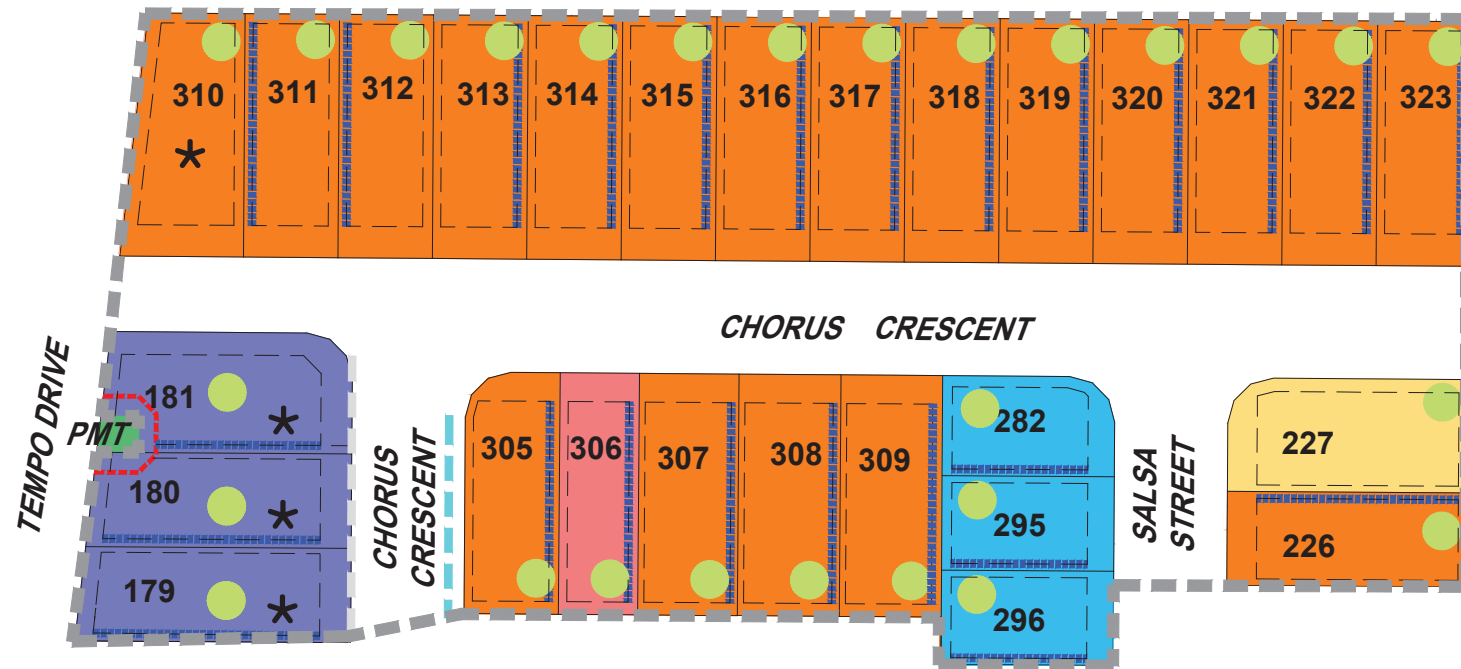 310 311 312 313 314 315 316 317 318 319 320 321 322 323
*
CHORUS CRESCENT
TEMPO DRIVE
181
*
PMT
180
*
179
*
CHORUS
CRESCENT
305 306 307 308 309
282
295
296
SALSA
STREET
227
226